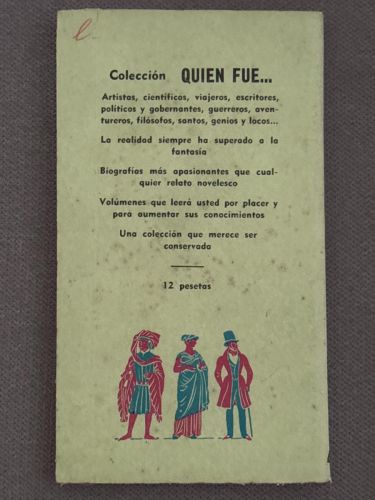 l.
Colección QUIEN FUE...
Artistas, científicos, viajeros, escritores,
políticos y gobernantes, guerreros, aven-
tureros, filósofos, santos, genios y locos...
La realidad siempre ha superado a la
fantasía
Biografías más apasionantes que cual-
quier relato novelesco
Volúmenes que leerá usted por placer y
para aumentar sus conocimientos
Una colección que merece ser
conservada
12 pesetas